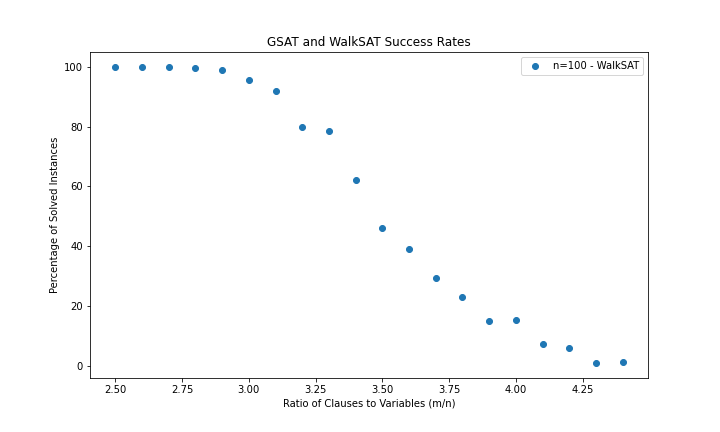 GSAT and WalkSAT Success Rates
n=100 - WalkSAT
Percentage of Solved Instances
100
80
60
40
20
0
2.50 2.75 3.00 3.25 3.50 3.75 4.00 4.25
Ratio of Clauses to Variables (m/n)